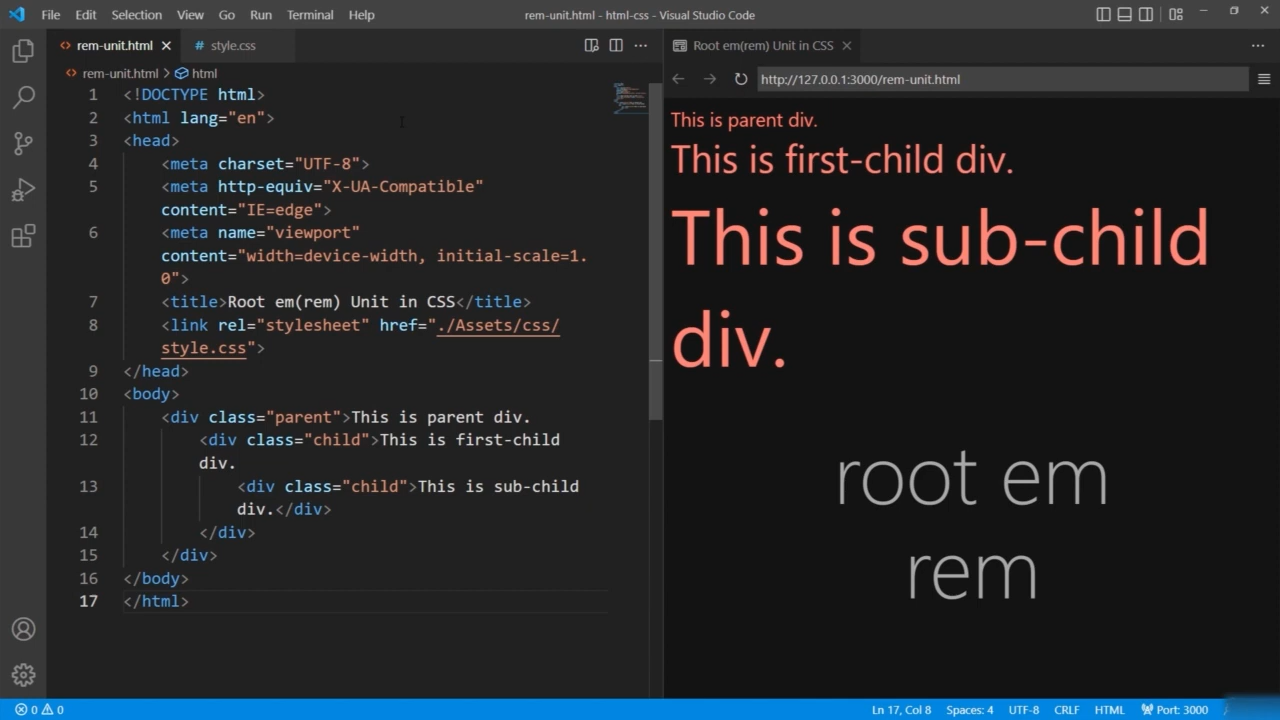 File Edit Selection View Go Run Terminal Help
rem-unit.html - html-css - Visual Studio Code
rem-unit.html
# style.css
Root em(rem) Unit in CSS
rem-unit.html > html
http://127.0.0.1:3000/rem-unit.html
1 <!DOCTYPE html>
2 <html lang="en">
3 <head>
4 <meta charset="UTF-8">
5 <meta http-equiv="X-UA-Compatible"
content="IE=edge">
6 <meta name="viewport"
content="width=device-width, initial-scale=1.
0">
7 <title>Root em(rem) Unit in CSS</title>
8 <link rel="stylesheet" href="./Assets/css/
style.css">
9 </head>
10 <body>
11 <div class="parent">This is parent div.
12 <div class="child">This is first-child
div.
13 <div class="child">This is sub-child
div.</div>
14 </div>
15 </div>
16 </body>
17 </html>
This is parent div.
This is first-child div.
This is sub-child
div.
root em
rem
0 0
Ln 17, Col 8 Spaces: 4 UTF-8 CRLF HTML Port: 3000